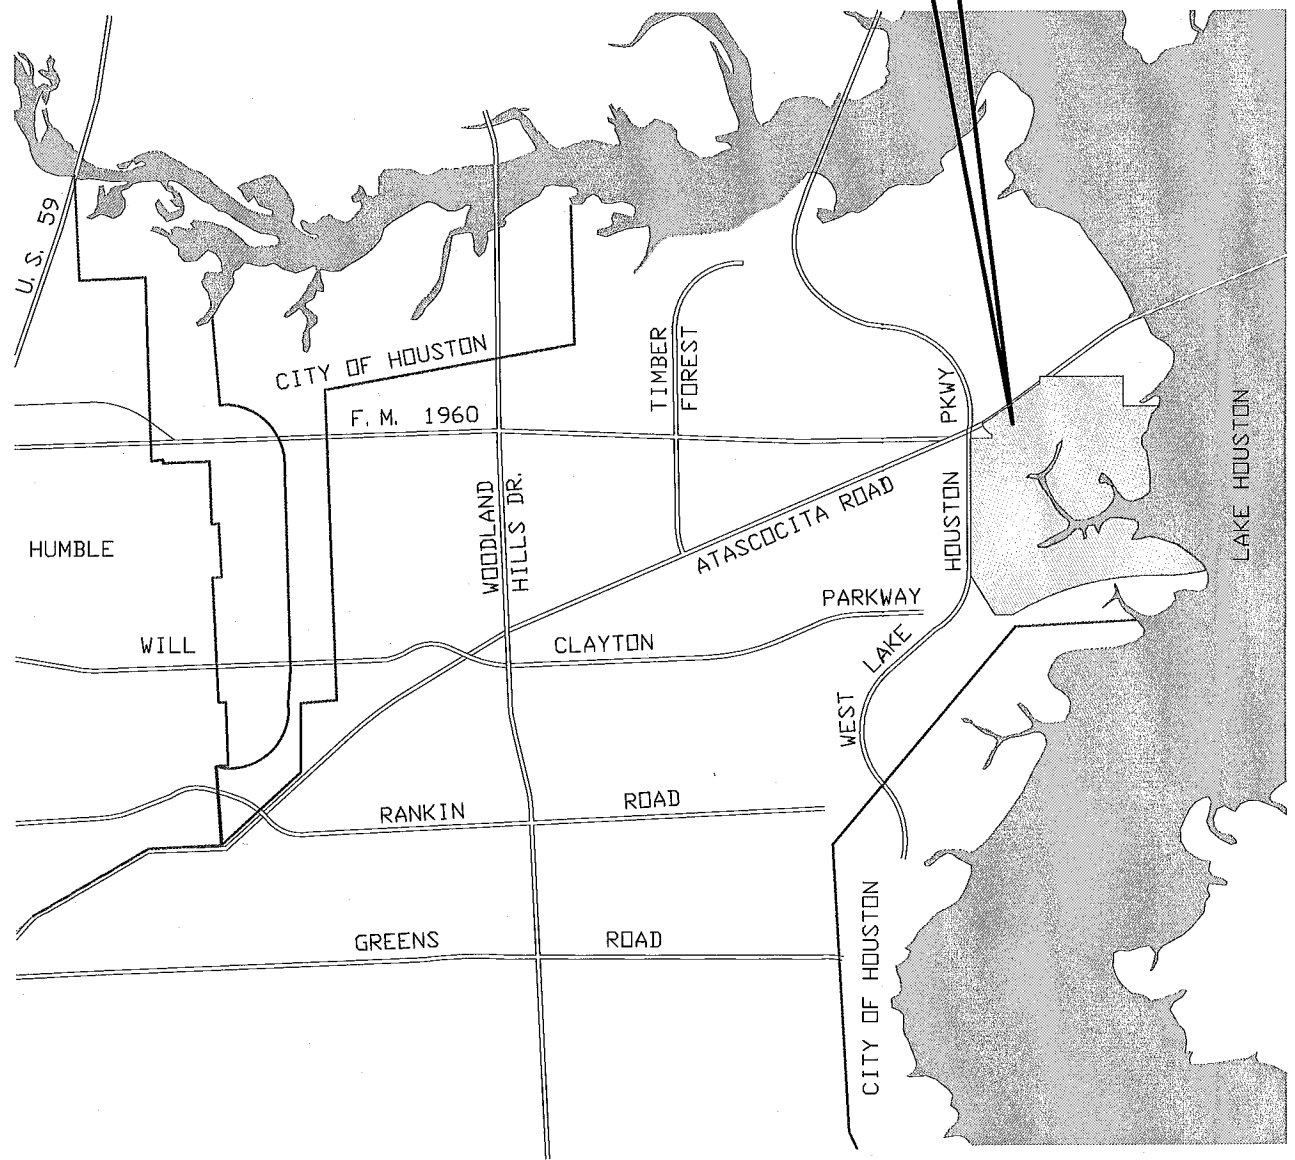 U. S. 59
CITY OF HOUSTON
F. M. 1960
TIMBER
FOREST
PKWY
HOUSTON
LAKE
WEST
LAKE HOUSTON
WOODLAND
HILLS DR.
ATASCOCITA ROAD
HUMBLE
WILL CLAYTON PARKWAY
RANKIN ROAD
GREENS ROAD
CITY OF HOUSTON